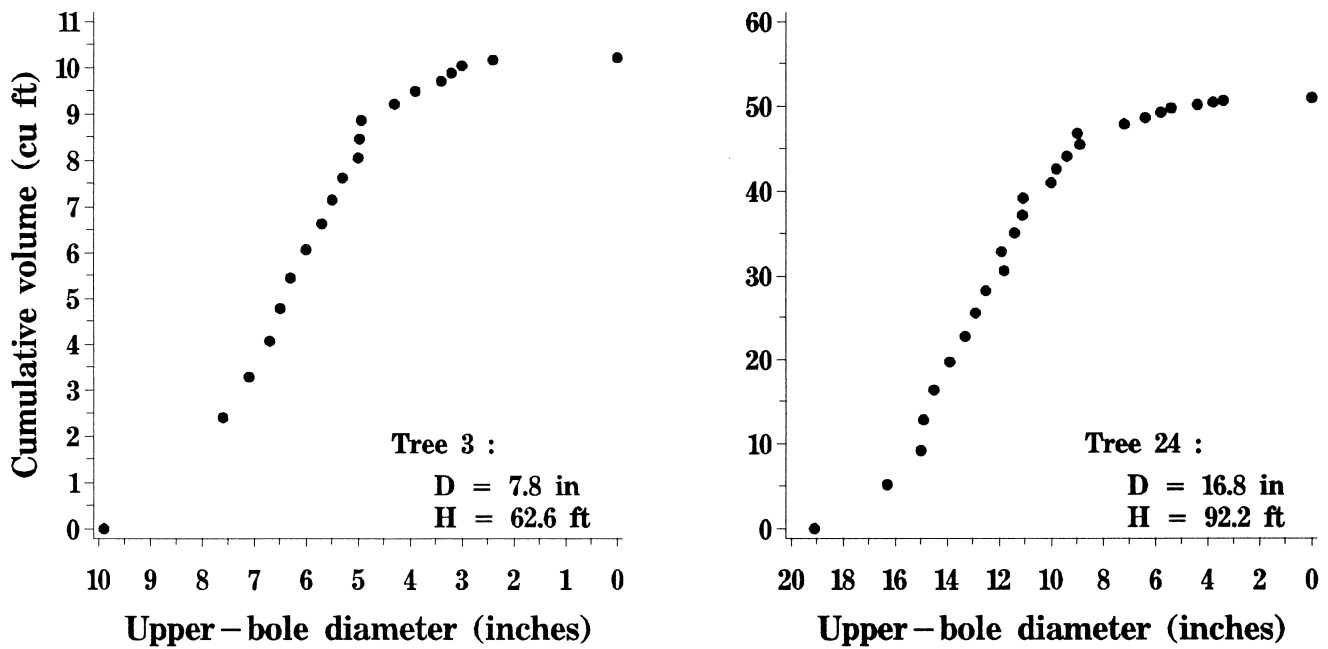 Cumulative volume (cu ft)
11
10
9
8
7
6
5
4
3
2
1
0
Tree 3 :
D = 7.8 in
H = 62.6 ft
10 9 8 7 6 5 4 3 2 1 0
Upper–bole diameter (inches)
60
50
40
30
20
10
0
Tree 24 :
D = 16.8 in
H = 92.2 ft
20 18 16 14 12 10 8 6 4 2 0
Upper–bole diameter (inches)